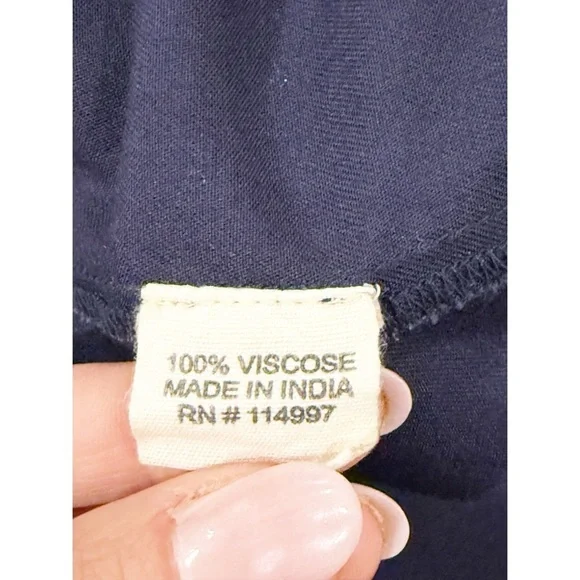 100% VISCOSE
MADE IN INDIA
RN # 114997